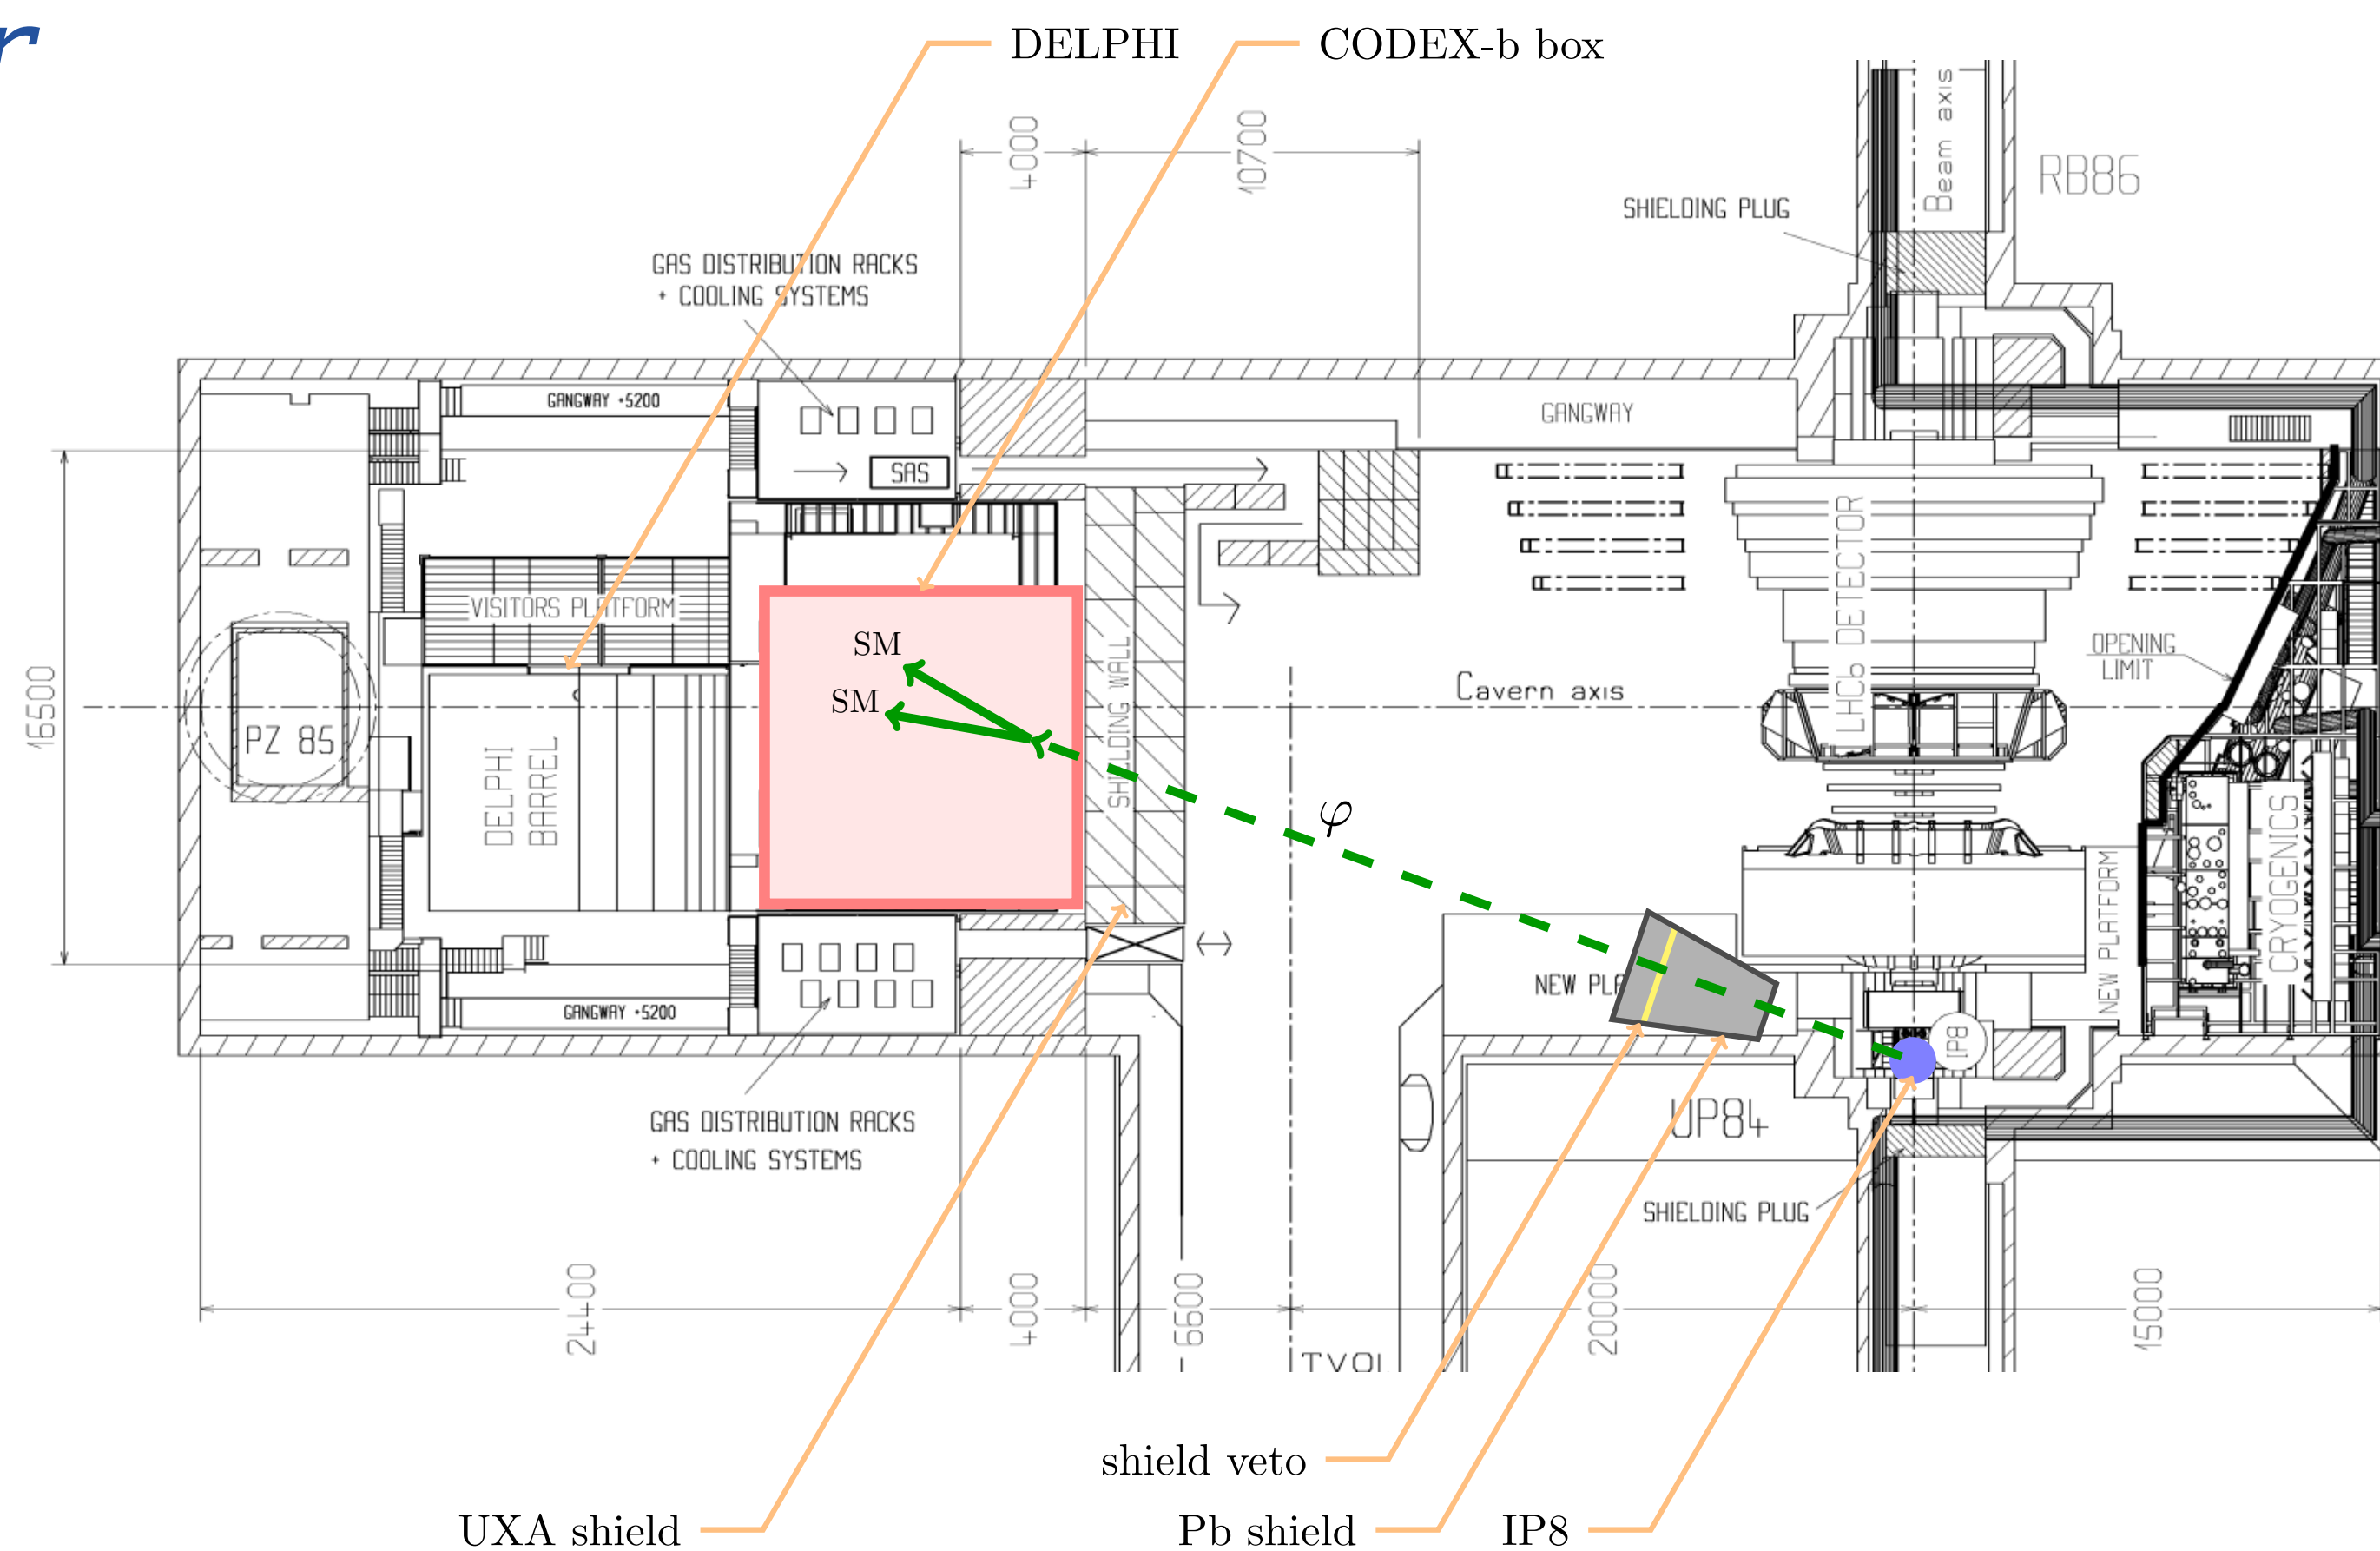 r
DELPHI
CODEX-b box
4000
10700
Beam axis
RB86
SHIELDING PLUG
GAS DISTRIBUTION RACKS
+ COOLING SYSTEMS
GANGWAY +5200
GANGWAY
SAS
LHCb DETECTOR
VISITORS PLATFORM
SM
SM
SHIELDING WALL
OPENING
LIMIT
Cavern axis
16500
PZ 85
DELPHI
BARREL
φ
NEW PLATFORM
CRYOGENICS
NEW PLA
GANGWAY +5200
IP8
UP84
GAS DISTRIBUTION RACKS
+ COOLING SYSTEMS
SHIELDING PLUG
24400
4000
6600
20000
15000
shield veto
UXA shield
Pb shield
IP8